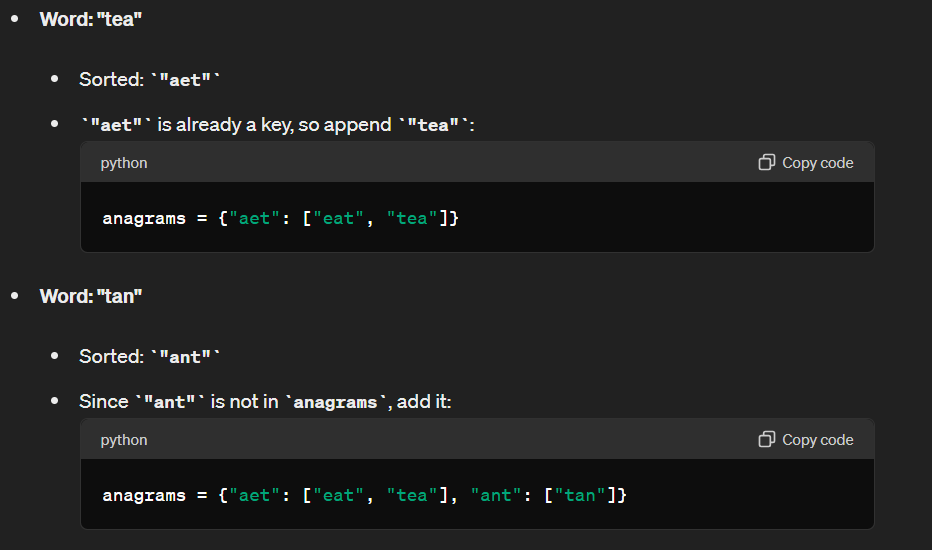 Word: "tea"
Sorted: `"aet"`
`"aet"` is already a key, so append `"tea"`:
python Copy code
anagrams = {"aet": ["eat", "tea"]}
Word: "tan"
Sorted: `"ant"`
Since `"ant"` is not in `anagrams`, add it:
python Copy code
anagrams = {"aet": ["eat", "tea"], "ant": ["tan"]}